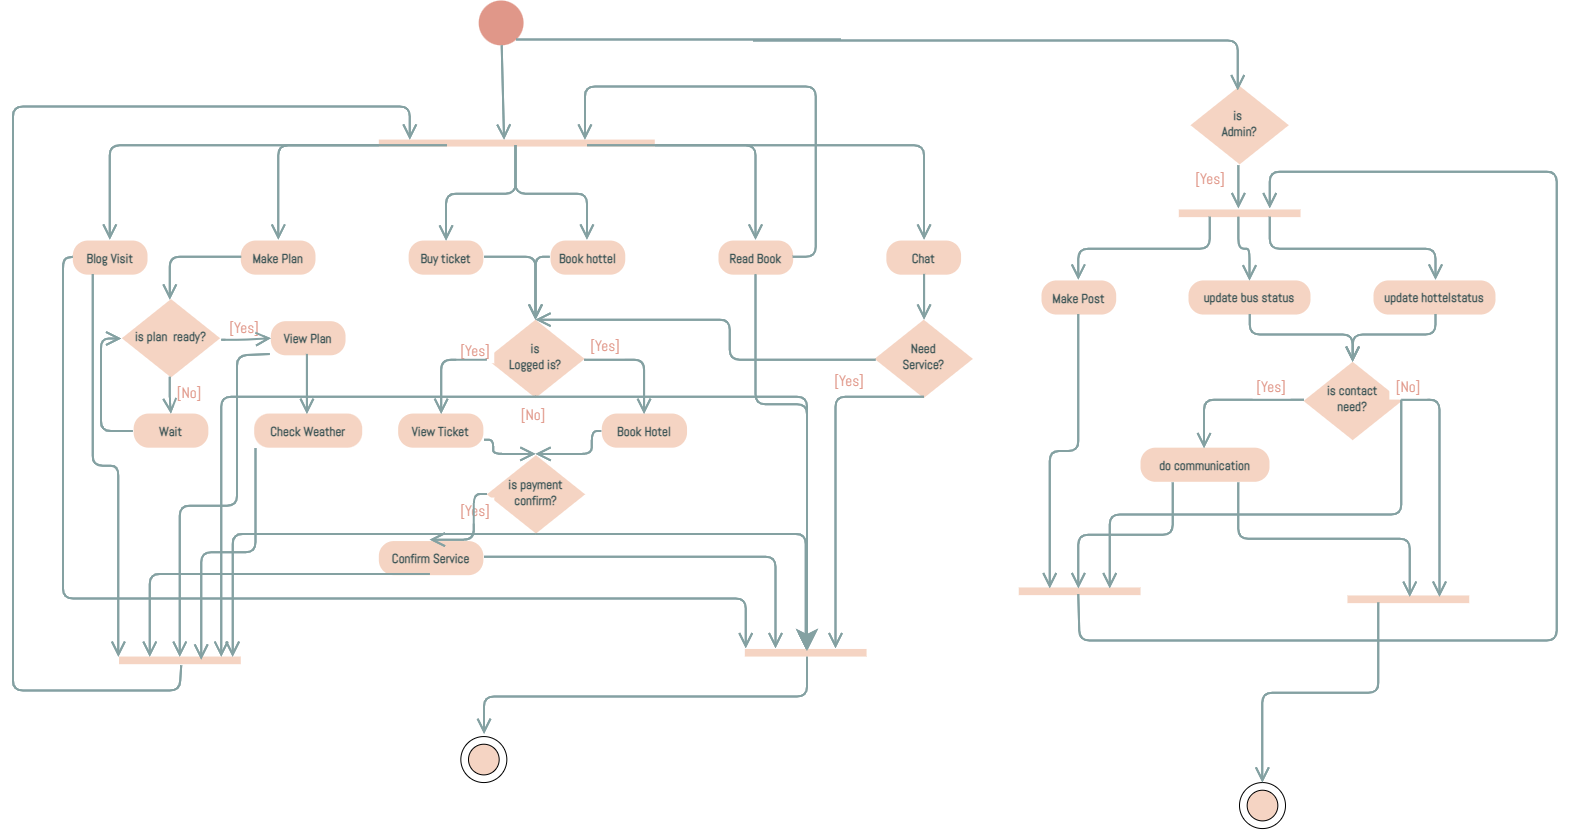 is
Admin?
[Yes]
Blog Visit
Make Plan
Buy ticket
Book hottel
Read Book
Chat
Make Post
update bus status
update hottelstatus
is plan ready?
[Yes]
View Plan
[No]
Wait
Check Weather
[Yes]
is
Logged is?
[Yes]
[No]
View Ticket
Book Hotel
Need
Service?
[Yes]
is payment
confirm?
[Yes]
Confirm Service
[Yes]
is contact
need?
[No]
do communication